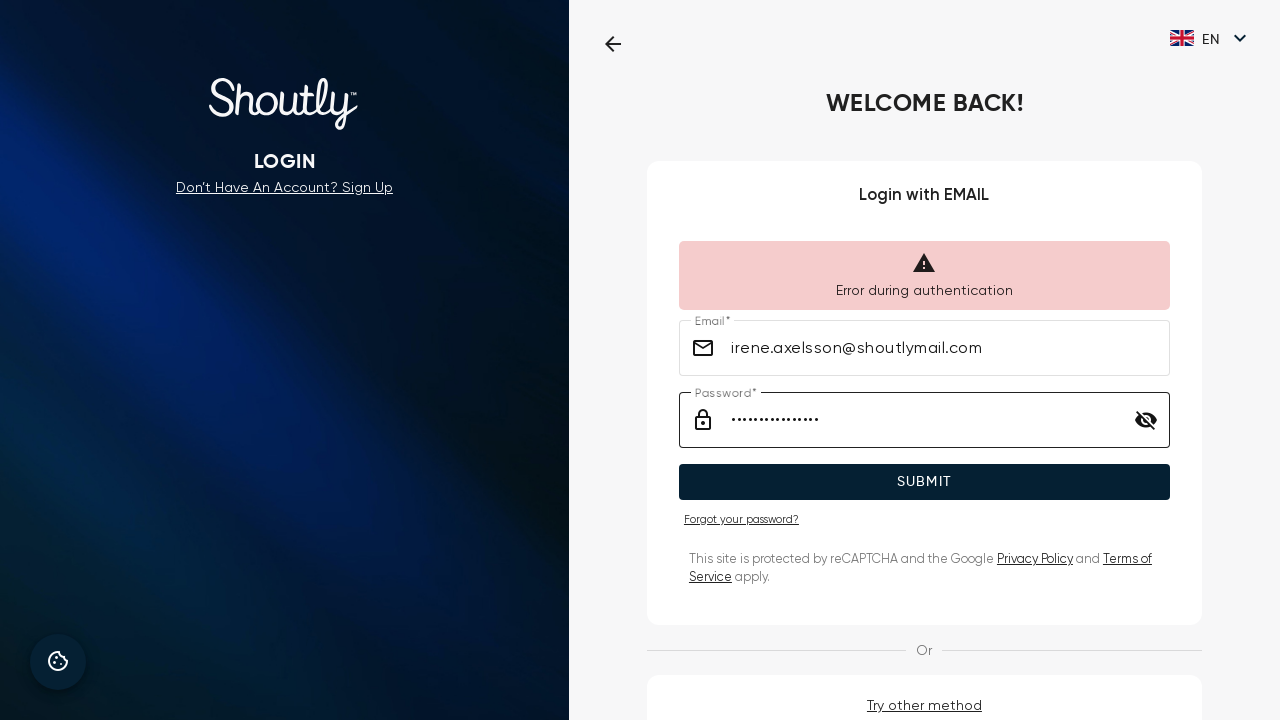 Shoutly™
LOGIN
Don't Have An Account? Sign Up
EN
WELCOME BACK!
Login with EMAIL
Error during authentication
Email*
irene.axelsson@shoutlymail.com
Password*
••••••••••••••••
SUBMIT
Forgot your password?
This site is protected by reCAPTCHA and the Google Privacy Policy and Terms of
Service apply.
Or
Try other method